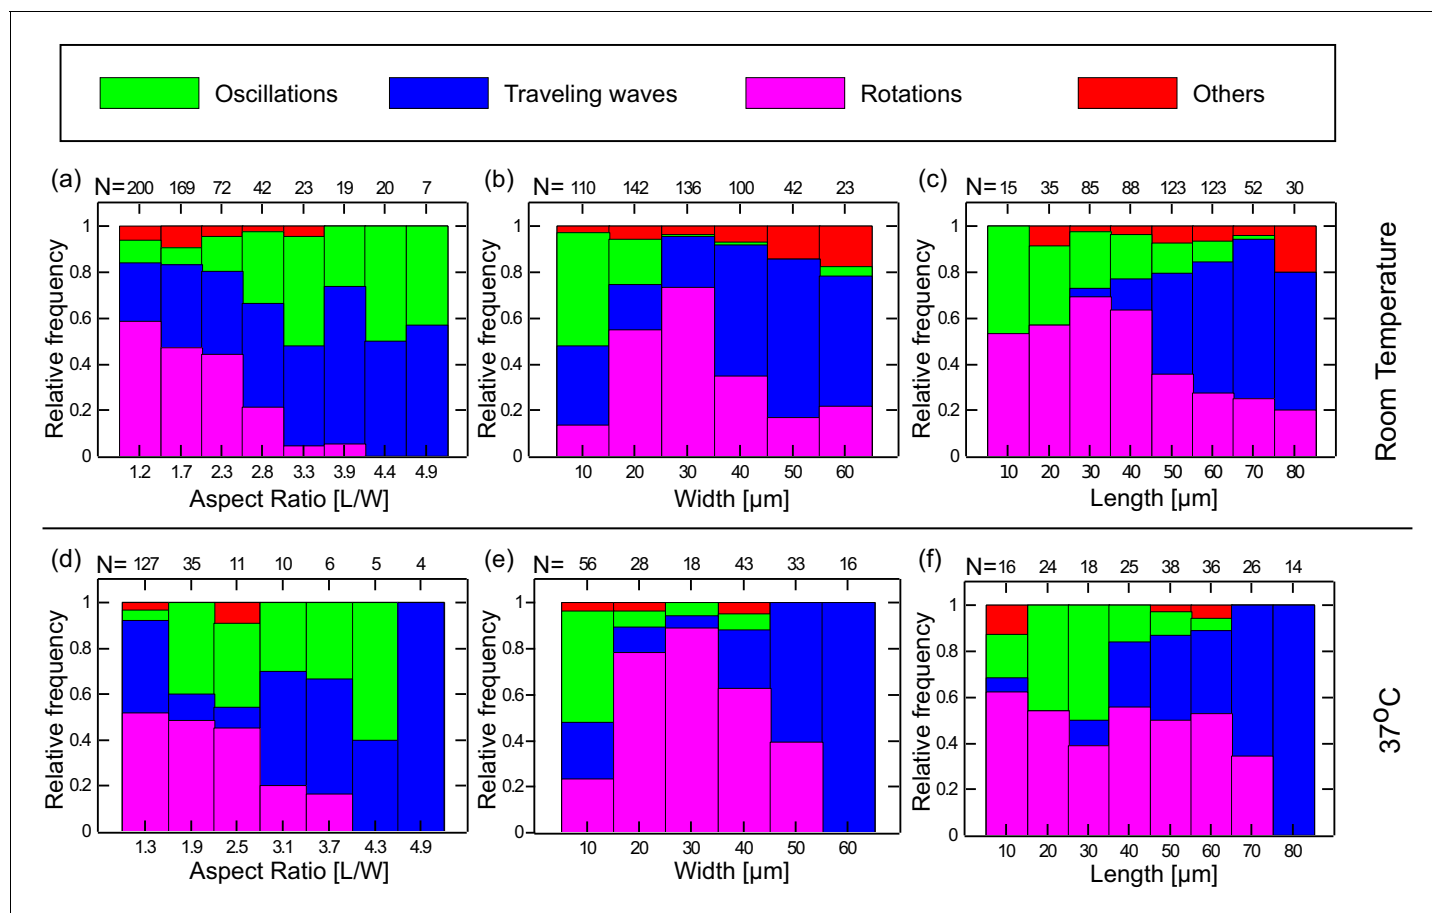 Oscillations Traveling waves Rotations Others
(a) N= 200 169 72 42 23 19 20 7
1
0.8
0.6
0.4
0.2
0
Relative frequency
1.2 1.7 2.3 2.8 3.3 3.9 4.4 4.9
Aspect Ratio [L/W]
(b) N= 110 142 136 100 42 23
1
0.8
0.6
0.4
0.2
0
Relative frequency
10 20 30 40 50 60
Width [µm]
(c) N= 15 35 85 88 123 123 52 30
1
0.8
0.6
0.4
0.2
0
Relative frequency
10 20 30 40 50 60 70 80
Length [µm]
Room Temperature
(d) N= 127 35 11 10 6 5 4
1
0.8
0.6
0.4
0.2
0
Relative frequency
1.3 1.9 2.5 3.1 3.7 4.3 4.9
Aspect Ratio [L/W]
(e) N= 56 28 18 43 33 16
1
0.8
0.6
0.4
0.2
0
Relative frequency
10 20 30 40 50 60
Width [µm]
(f) N= 16 24 18 25 38 36 26 14
1
0.8
0.6
0.4
0.2
0
Relative frequency
10 20 30 40 50 60 70 80
Length [µm]
37ºC